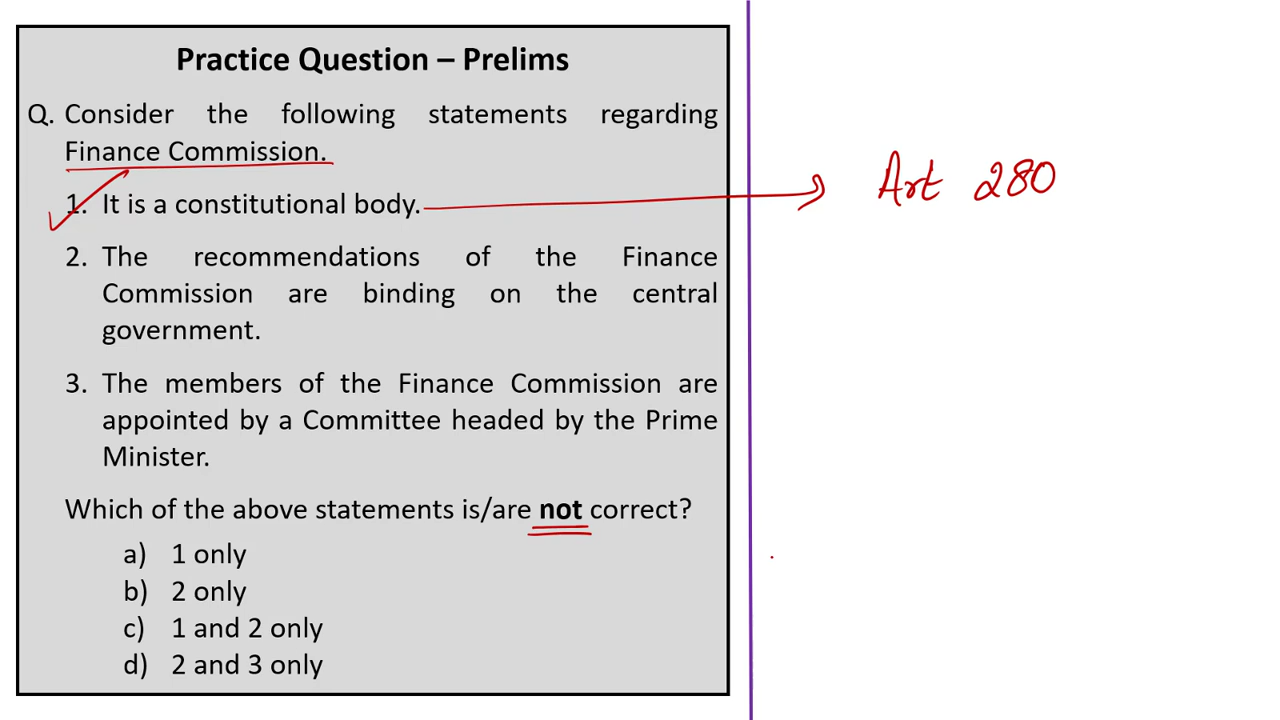 Practice Question – Prelims
Q. Consider the following statements regarding
Finance Commission.
1. It is a constitutional body.
Art 280
2. The recommendations of the Finance
Commission are binding on the central
government.
3. The members of the Finance Commission are
appointed by a Committee headed by the Prime
Minister.
Which of the above statements is/are not correct?
a) 1 only
b) 2 only
c) 1 and 2 only
d) 2 and 3 only